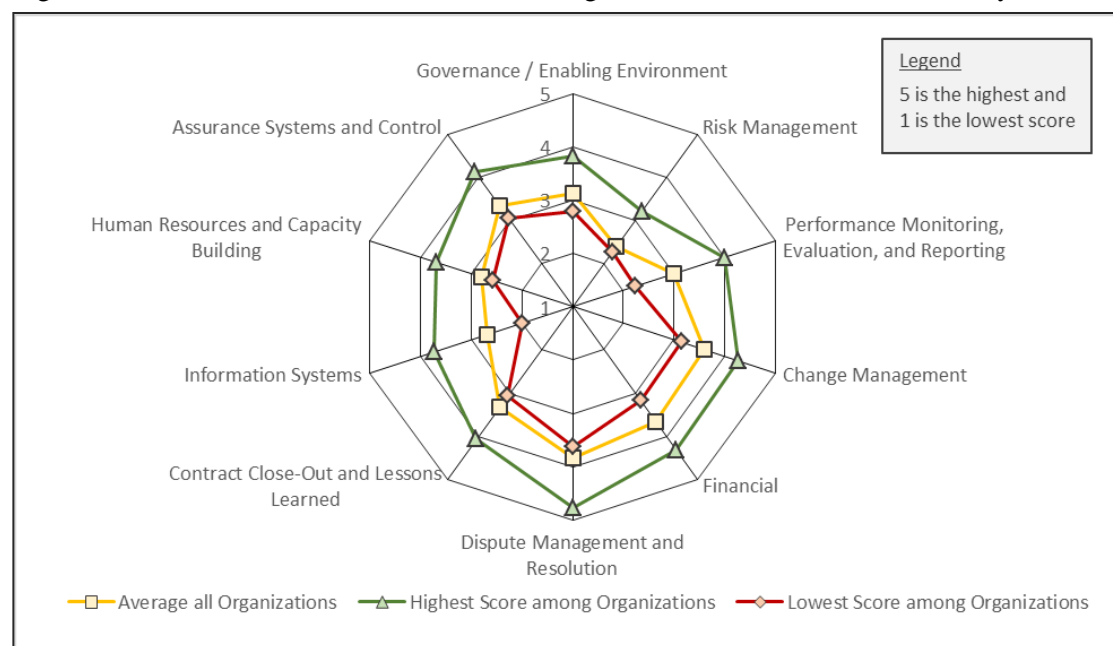 Legend
5 is the highest and
1 is the lowest score
Governance / Enabling Environment
Risk Management
Performance Monitoring,
Evaluation, and Reporting
Change Management
Financial
Dispute Management and
Resolution
Contract Close-Out and Lessons
Learned
Information Systems
Human Resources and Capacity
Building
Assurance Systems and Control
5
4
3
2
1
Average all Organizations
Highest Score among Organizations
Lowest Score among Organizations